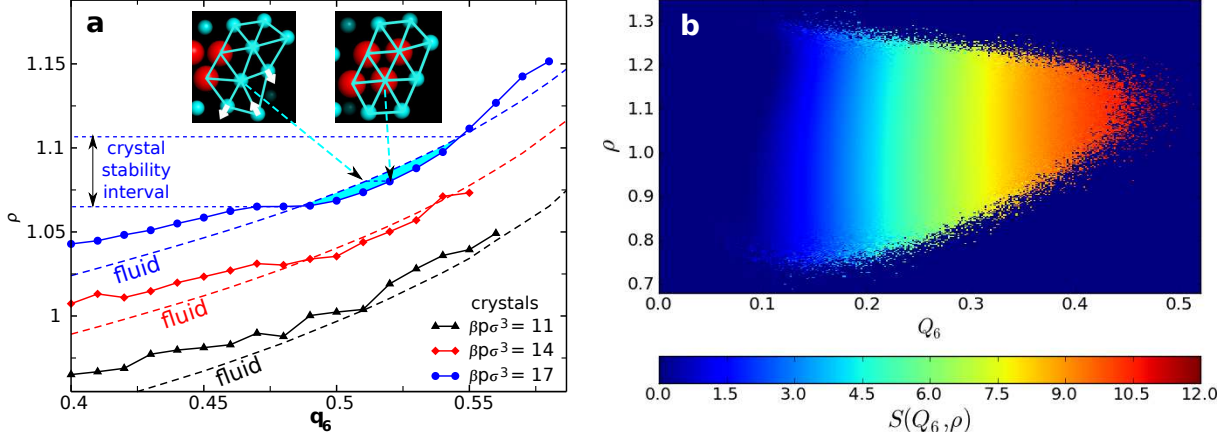 a
1.15
1.1
1.05
1
ρ
crystal
stability
interval
fluid
fluid
fluid
crystals
βpσ³ = 11
βpσ³ = 14
βpσ³ = 17
0.4
0.45
0.5
0.55
q₆
b
1.3
1.2
1.1
1.0
0.9
0.8
0.7
ρ
0.0
0.1
0.2
0.3
0.4
0.5
Q₆
0.0
1.5
3.0
4.5
6.0
7.5
9.0
10.5
12.0
S(Q₆,ρ)